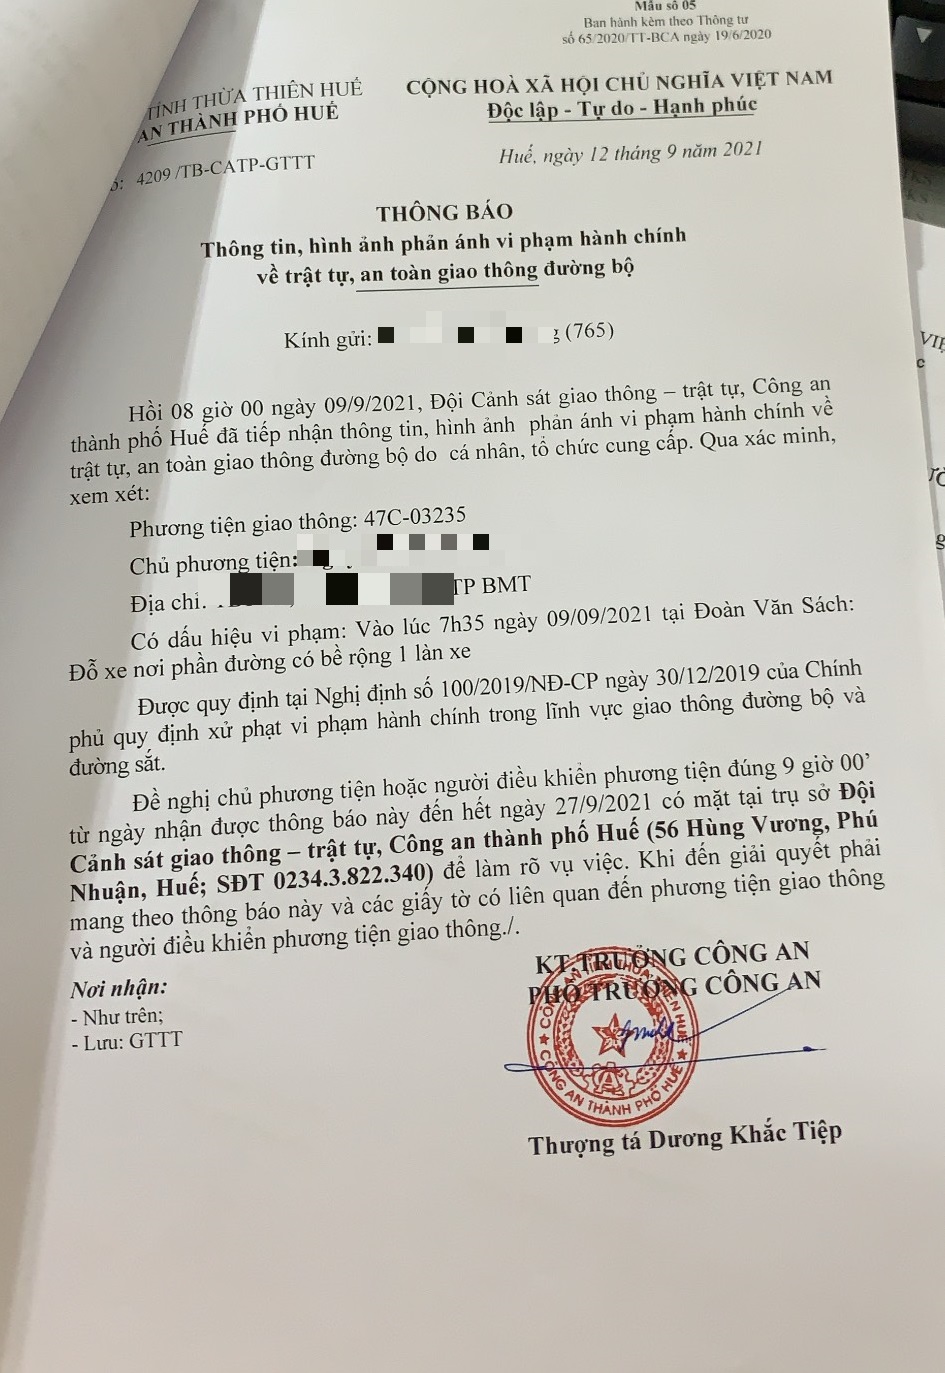 Mẫu số 05
Ban hành kèm theo Thông tư
số 65/2020/TT-BCA ngày 19/6/2020
TỈNH THỪA THIÊN HUẾ
AN THÀNH PHỐ HUẾ
CỘNG HOÀ XÃ HỘI CHỦ NGHĨA VIỆT NAM
Độc lập - Tự do - Hạnh phúc
4209 /TB-CATP-GTTT
Huế, ngày 12 tháng 9 năm 2021
THÔNG BÁO
Thông tin, hình ảnh phản ánh vi phạm hành chính
về trật tự, an toàn giao thông đường bộ
Kính gửi: (765)
Hồi 08 giờ 00 ngày 09/9/2021, Đội Cảnh sát giao thông – trật tự, Công an
thành phố Huế đã tiếp nhận thông tin, hình ảnh phản ánh vi phạm hành chính về
trật tự, an toàn giao thông đường bộ do cá nhân, tổ chức cung cấp. Qua xác minh,
xem xét:
Phương tiện giao thông: 47C-03235
Chủ phương tiện:
Địa chỉ. TP BMT
Có dấu hiệu vi phạm: Vào lúc 7h35 ngày 09/09/2021 tại Đoàn Văn Sách:
Đỗ xe nơi phần đường có bề rộng 1 làn xe
Được quy định tại Nghị định số 100/2019/NĐ-CP ngày 30/12/2019 của Chính
phủ quy định xử phạt vi phạm hành chính trong lĩnh vực giao thông đường bộ và
đường sắt.
Đề nghị chủ phương tiện hoặc người điều khiển phương tiện đúng 9 giờ 00’
từ ngày nhận được thông báo này đến hết ngày 27/9/2021 có mặt tại trụ sở Đội
Cảnh sát giao thông – trật tự, Công an thành phố Huế (56 Hùng Vương, Phú
Nhuận, Huế; SĐT 0234.3.822.340) để làm rõ vụ việc. Khi đến giải quyết phải
mang theo thông báo này và các giấy tờ có liên quan đến phương tiện giao thông
và người điều khiển phương tiện giao thông./.
Nơi nhận:
- Như trên;
- Lưu: GTTT
KT.TRƯỞNG CÔNG AN
PHÓ TRƯỞNG CÔNG AN
CÔNG AN TỈNH THỪA THIÊN HUẾ
CÔNG AN THÀNH PHỐ HUẾ
Thượng tá Dương Khắc Tiệp